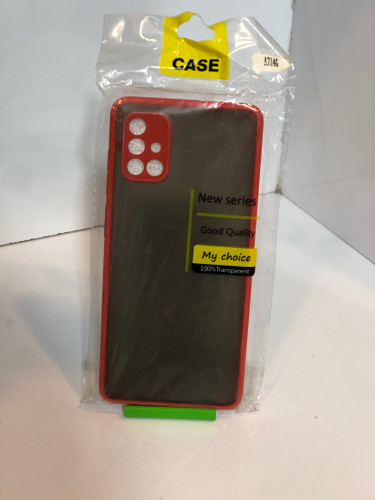 CASE
A71 4G
New series
Good Quality
My choice
100%Transparent